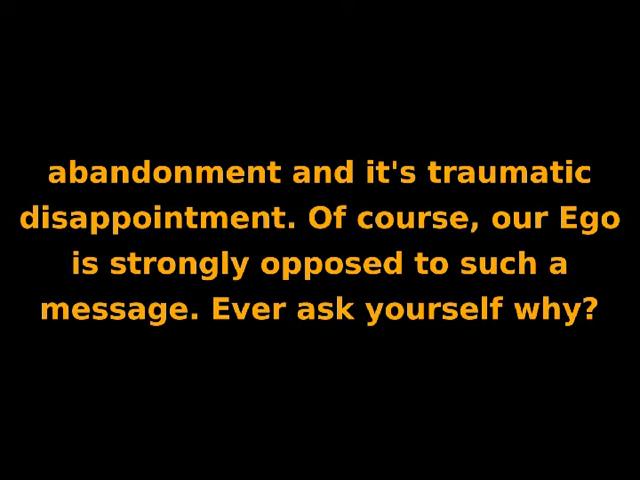 abandonment and it's traumatic
disappointment. Of course, our Ego
is strongly opposed to such a
message. Ever ask yourself why?